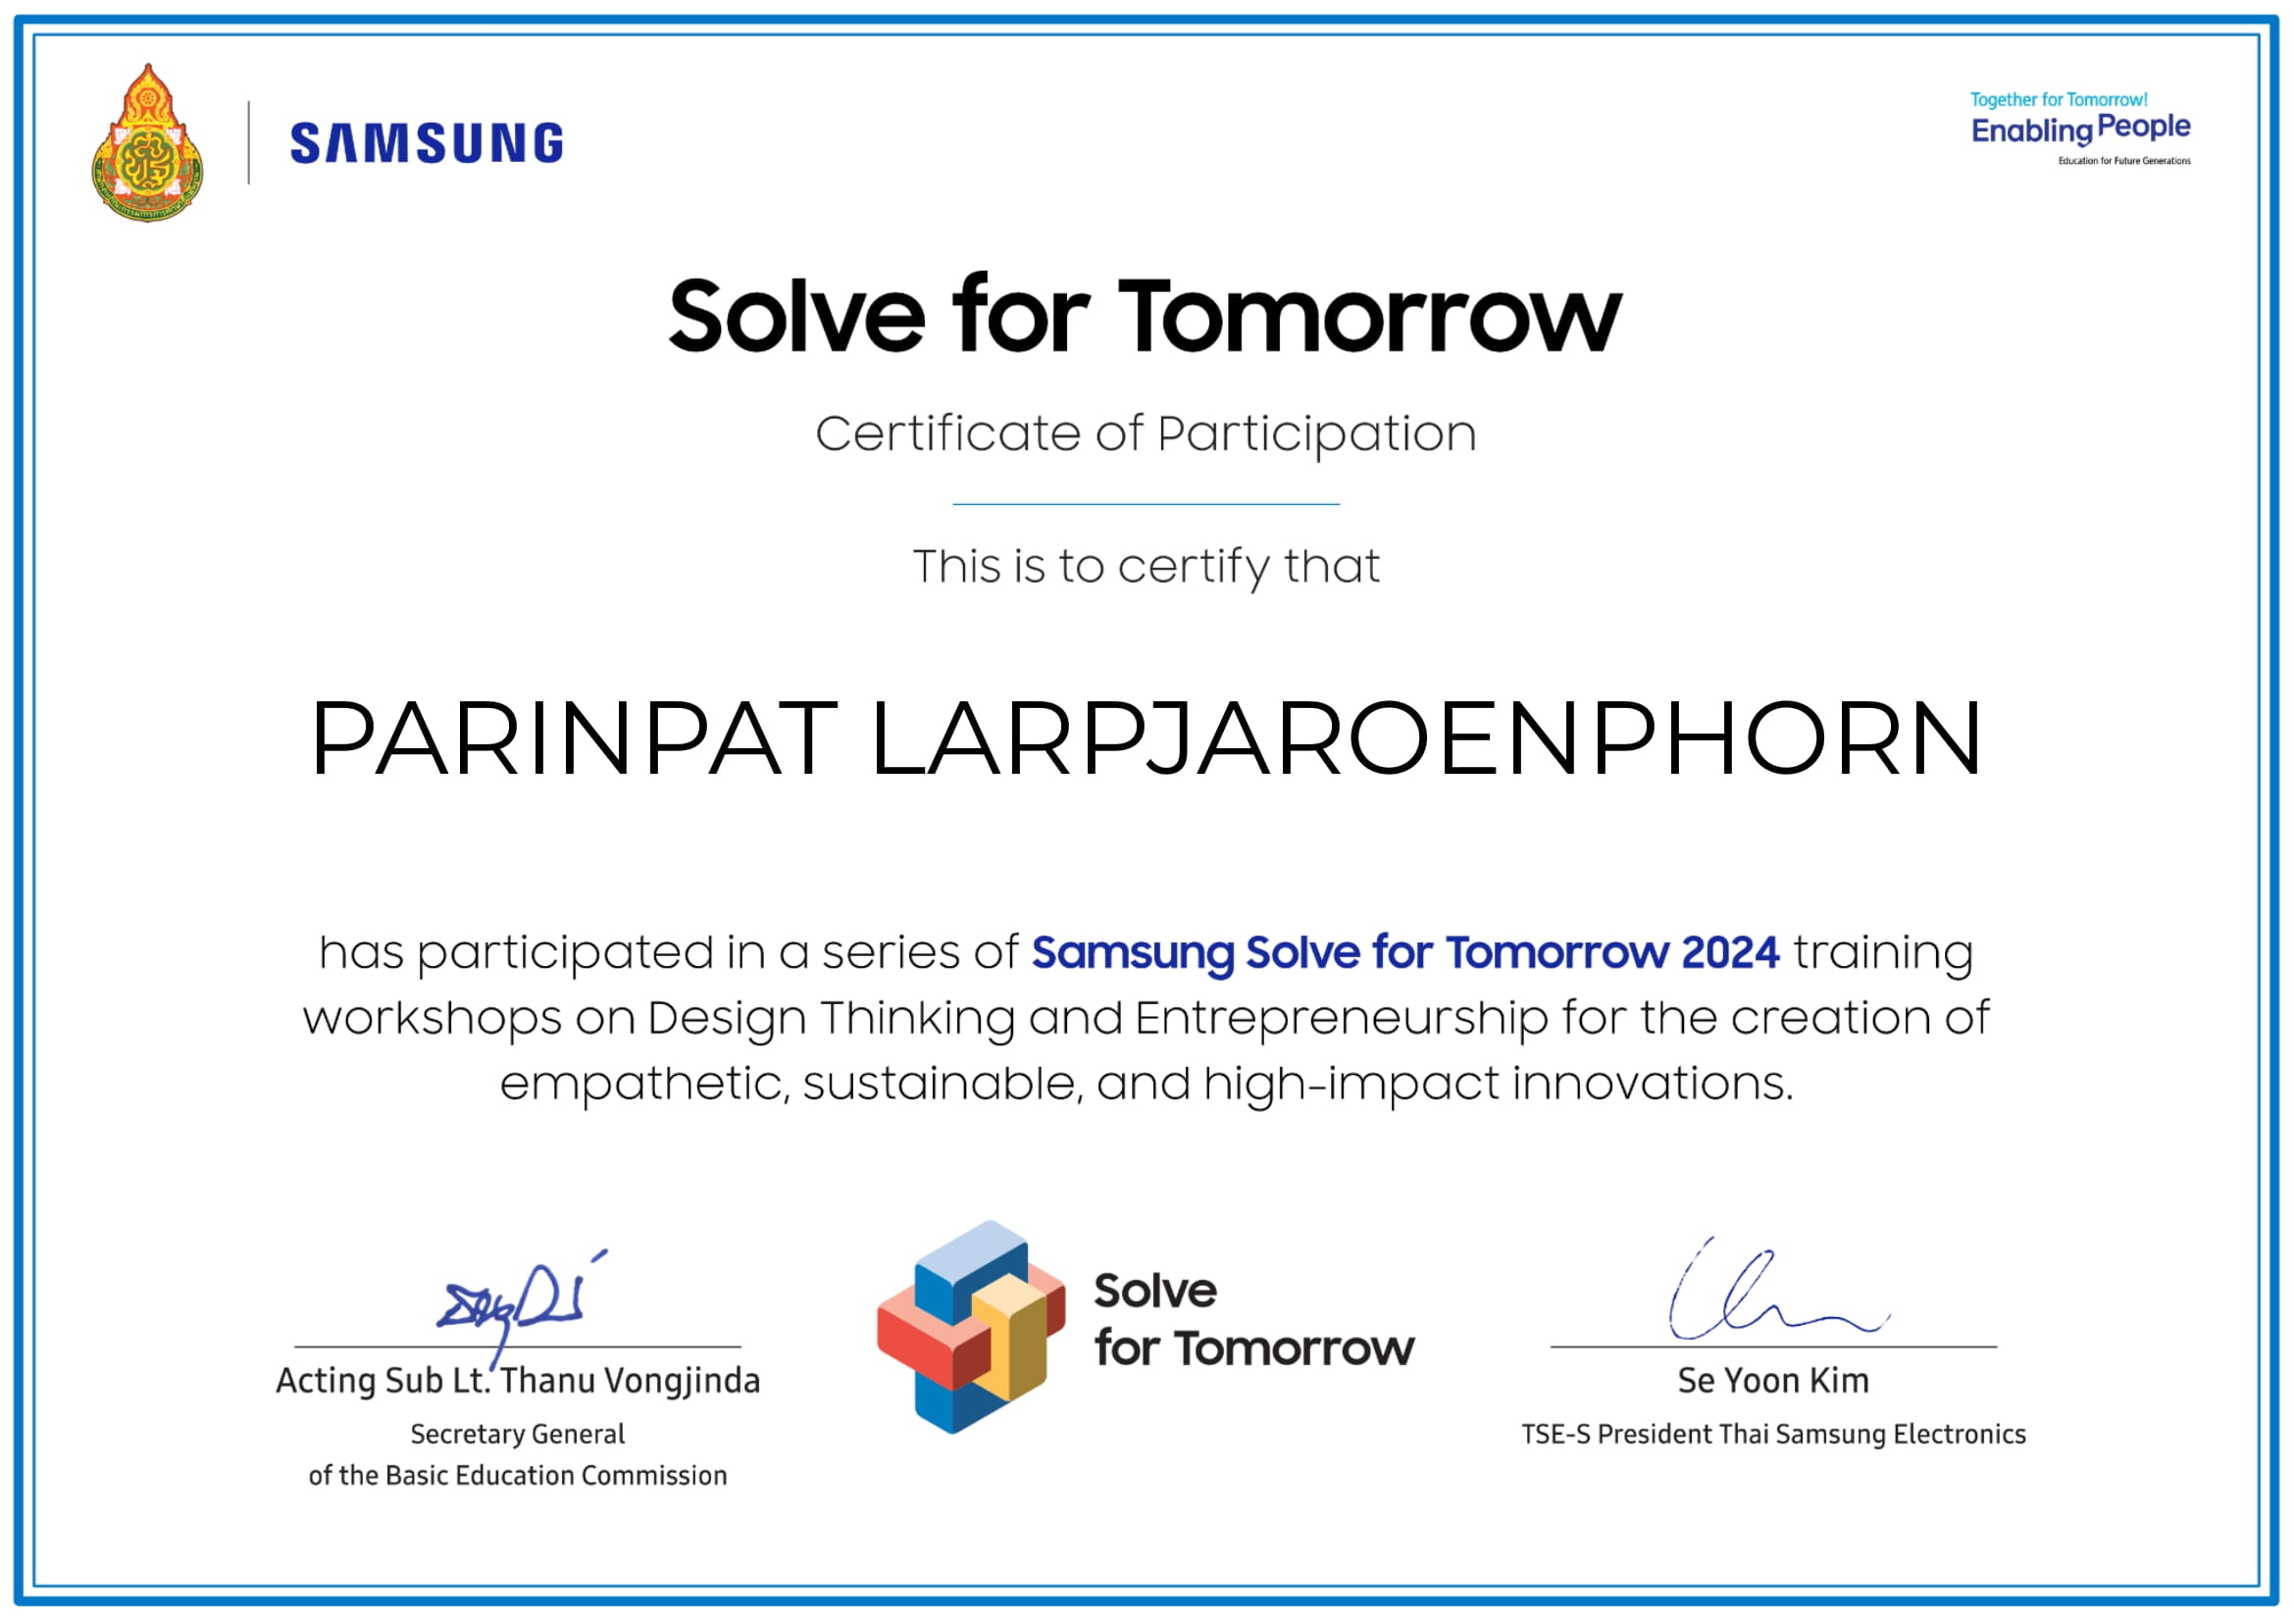 SAMSUNG
Together for Tomorrow!
Enabling People
Education for Future Generations
Solve for Tomorrow
Certificate of Participation
This is to certify that
PARINPAT LARPJAROENPHORN
has participated in a series of Samsung Solve for Tomorrow 2024 training
workshops on Design Thinking and Entrepreneurship for the creation of
empathetic, sustainable, and high-impact innovations.
Acting Sub Lt. Thanu Vongjinda
Secretary General
of the Basic Education Commission
Solve
for Tomorrow
Se Yoon Kim
TSE-S President Thai Samsung Electronics